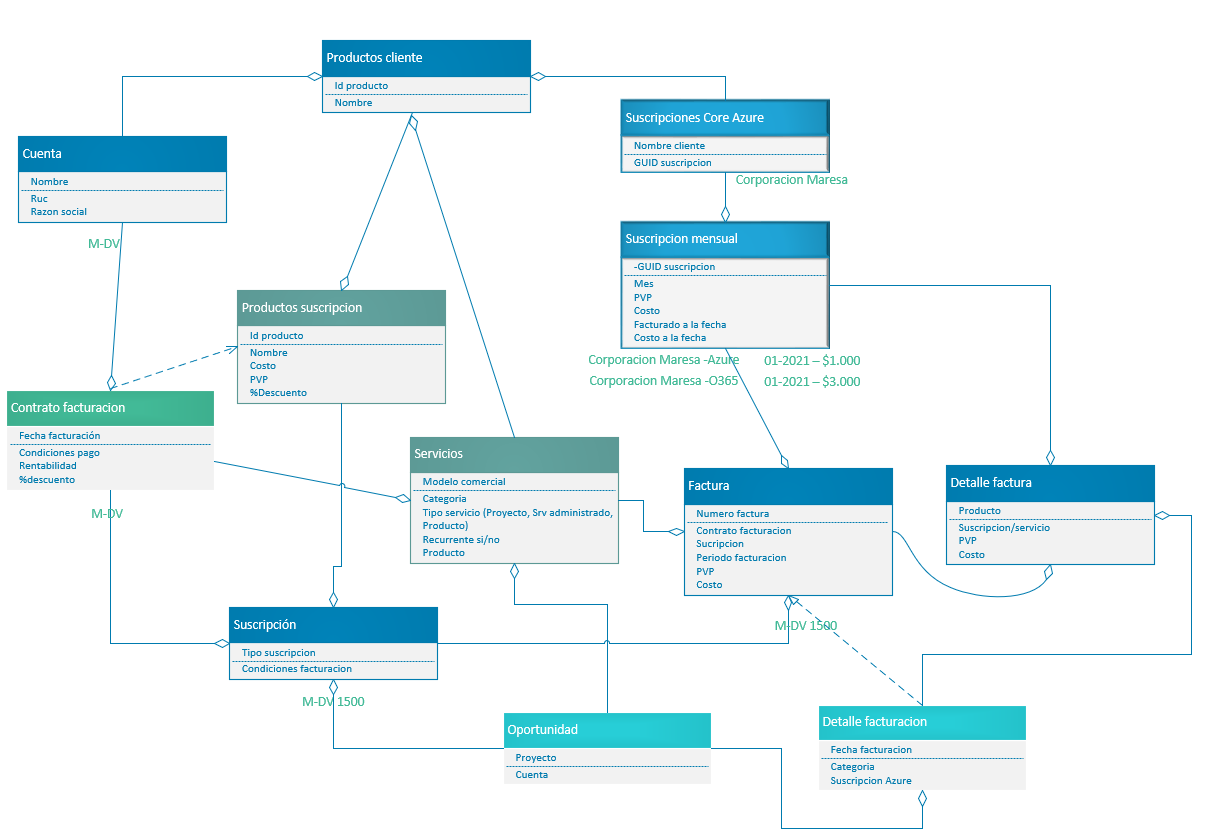 Productos cliente
Id producto
Nombre
Suscripciones Core Azure
Nombre cliente
GUID suscripcion
Corporacion Maresa
Cuenta
Nombre
Ruc
Razon social
M-DV
Suscripcion mensual
-GUID suscripcion
Mes
PVP
Costo
Facturado a la fecha
Costo a la fecha
Corporacion Maresa -Azure 01-2021 – $1.000
Corporacion Maresa -O365 01-2021 – $3.000
Productos suscripcion
Id producto
Nombre
Costo
PVP
%Descuento
Contrato facturacion
Fecha facturación
Condiciones pago
Rentabilidad
%descuento
M-DV
Servicios
Modelo comercial
Categoria
Tipo servicio (Proyecto, Srv administrado,
Producto)
Recurrente si/no
Producto
Factura
Numero factura
Contrato facturacion
Sucripcion
Periodo facturacion
PVP
Costo
M-DV 1500
Detalle factura
Producto
Suscripcion/servicio
PVP
Costo
Suscripción
Tipo suscripcion
Condiciones facturacion
M-DV 1500
Oportunidad
Proyecto
Cuenta
Detalle facturacion
Fecha facturacion
Categoria
Suscripcion Azure